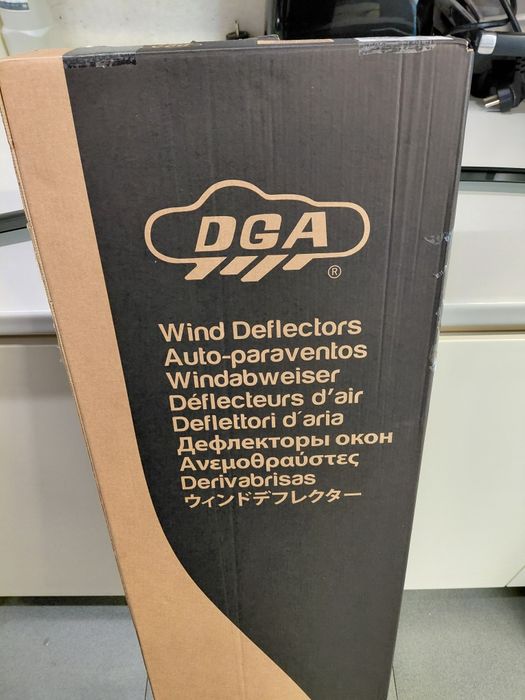 DGA
®
Wind Deflectors
Auto-paraventos
Windabweiser
Déflecteurs d'air
Deflettori d´aria
Дефлекторы окон
Ανεμοθραύστες
Derivabrisas
ウィンドデフレクター